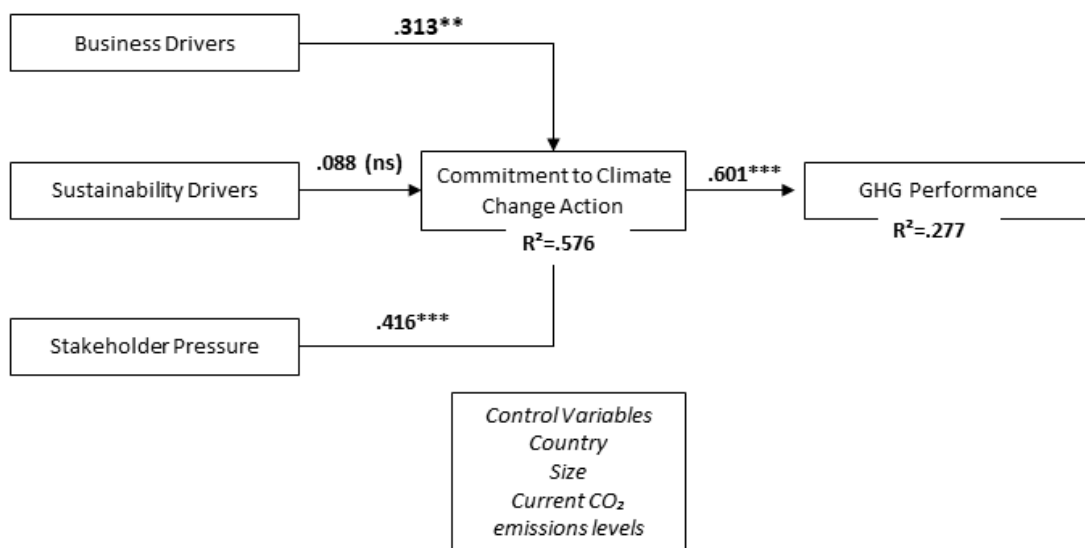 .313**
Business Drivers
.088 (ns)
Sustainability Drivers
Commitment to Climate
Change Action
R²=.576
.601***
GHG Performance
R²=.277
.416***
Stakeholder Pressure
Control Variables
Country
Size
Current CO₂
emissions levels